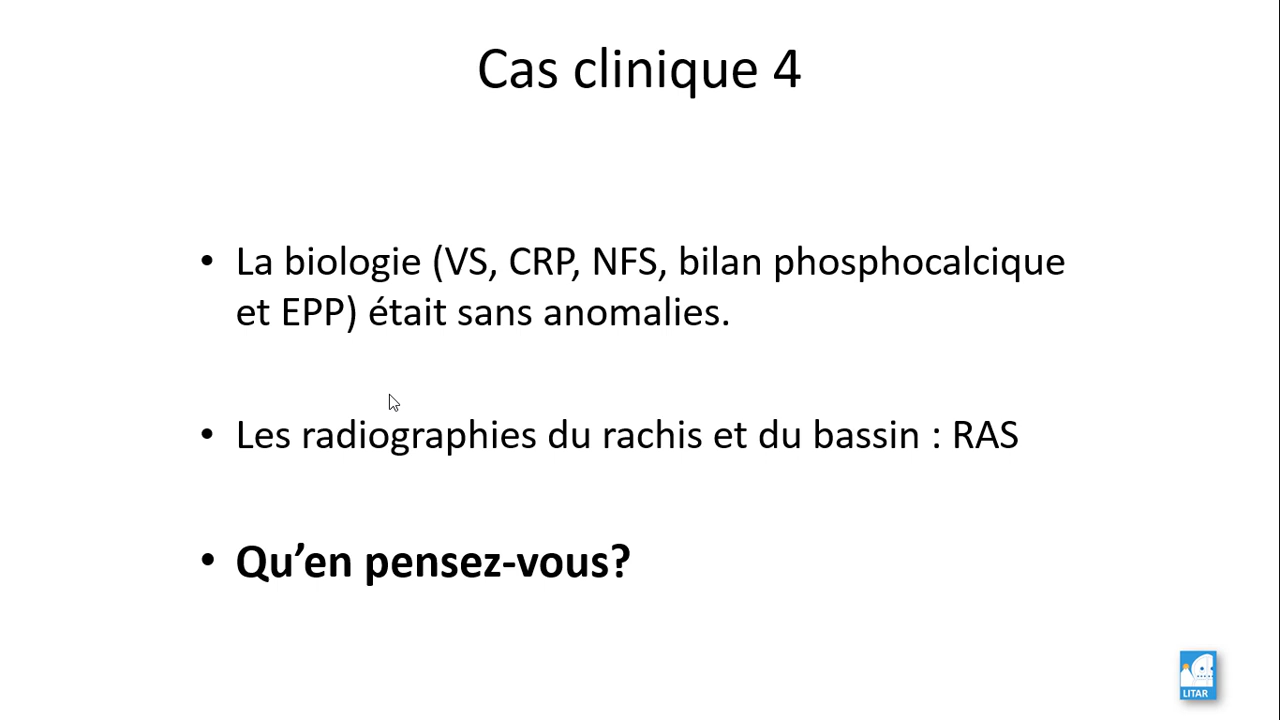 Cas clinique 4
• La biologie (VS, CRP, NFS, bilan phosphocalcique
et EPP) était sans anomalies.
• Les radiographies du rachis et du bassin : RAS
• Qu’en pensez-vous?
LITAR